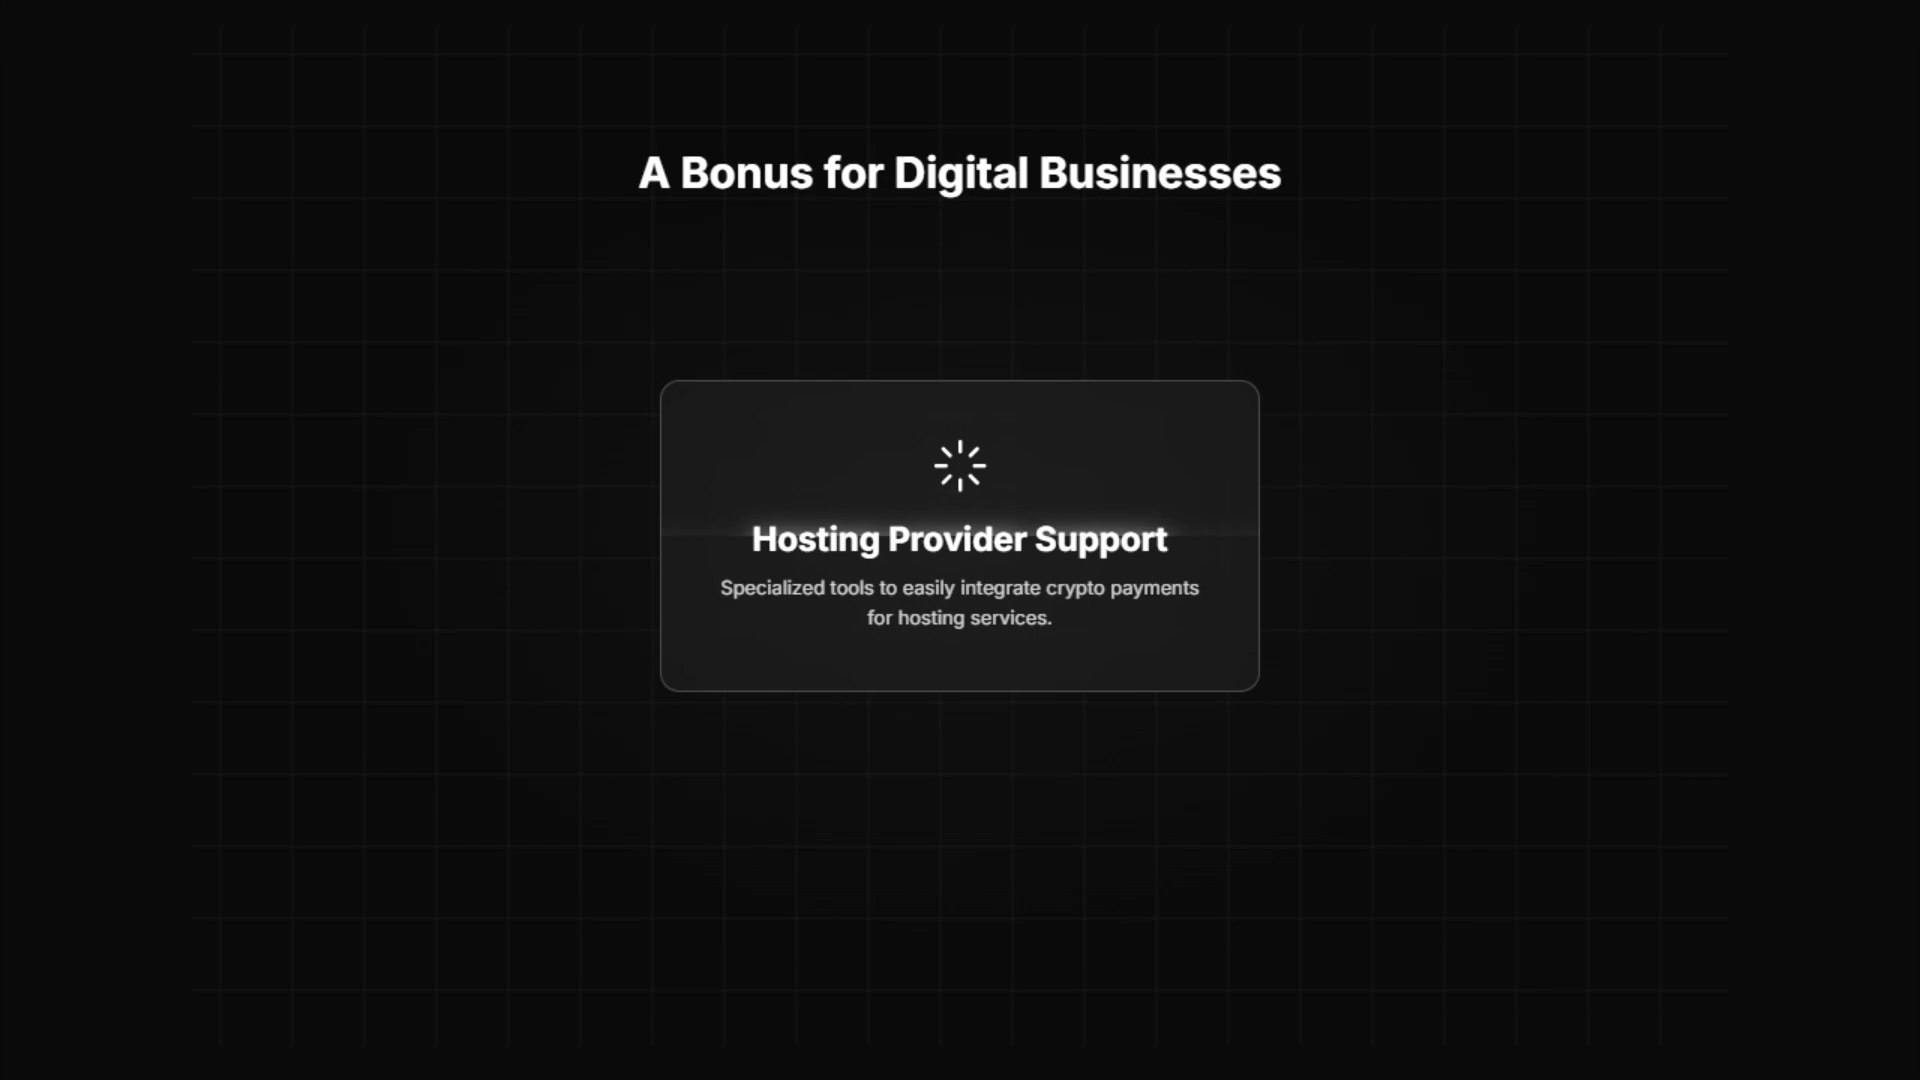 A Bonus for Digital Businesses
Hosting Provider Support
Specialized tools to easily integrate crypto payments
for hosting services.